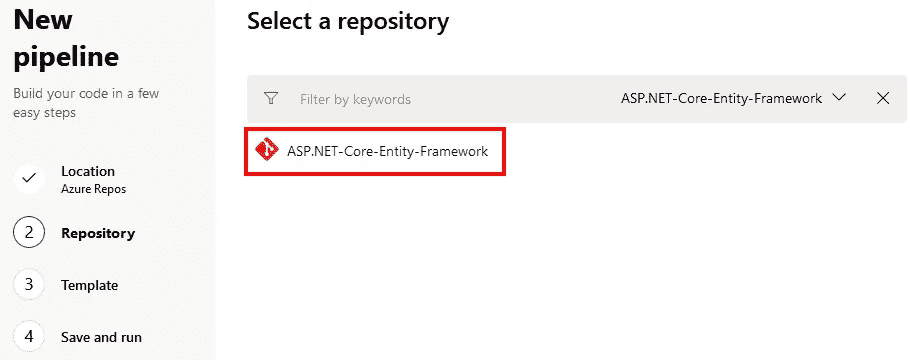 New
pipeline
Build your code in a few
easy steps
Location
Azure Repos
2 Repository
3 Template
4 Save and run
Select a repository
Filter by keywords ASP.NET-Core-Entity-Framework
ASP.NET-Core-Entity-Framework